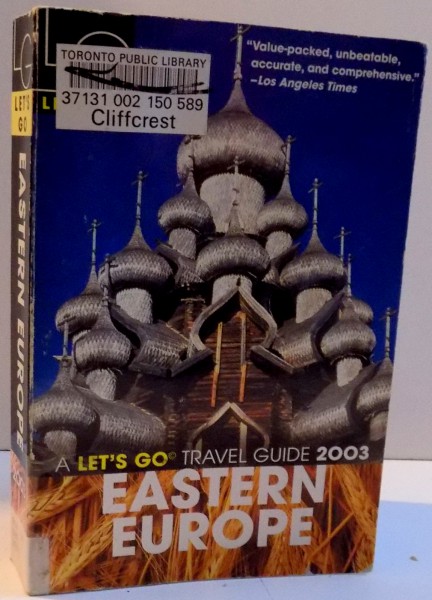 LET'S
GO
EASTERN EUROPE
TORONTO PUBLIC LIBRARY
37131 002 150 589
Cliffcrest
"Value-packed, unbeatable,
accurate, and comprehensive."
–Los Angeles Times
A LET'S GO© TRAVEL GUIDE 2003
EASTERN
EUROPE